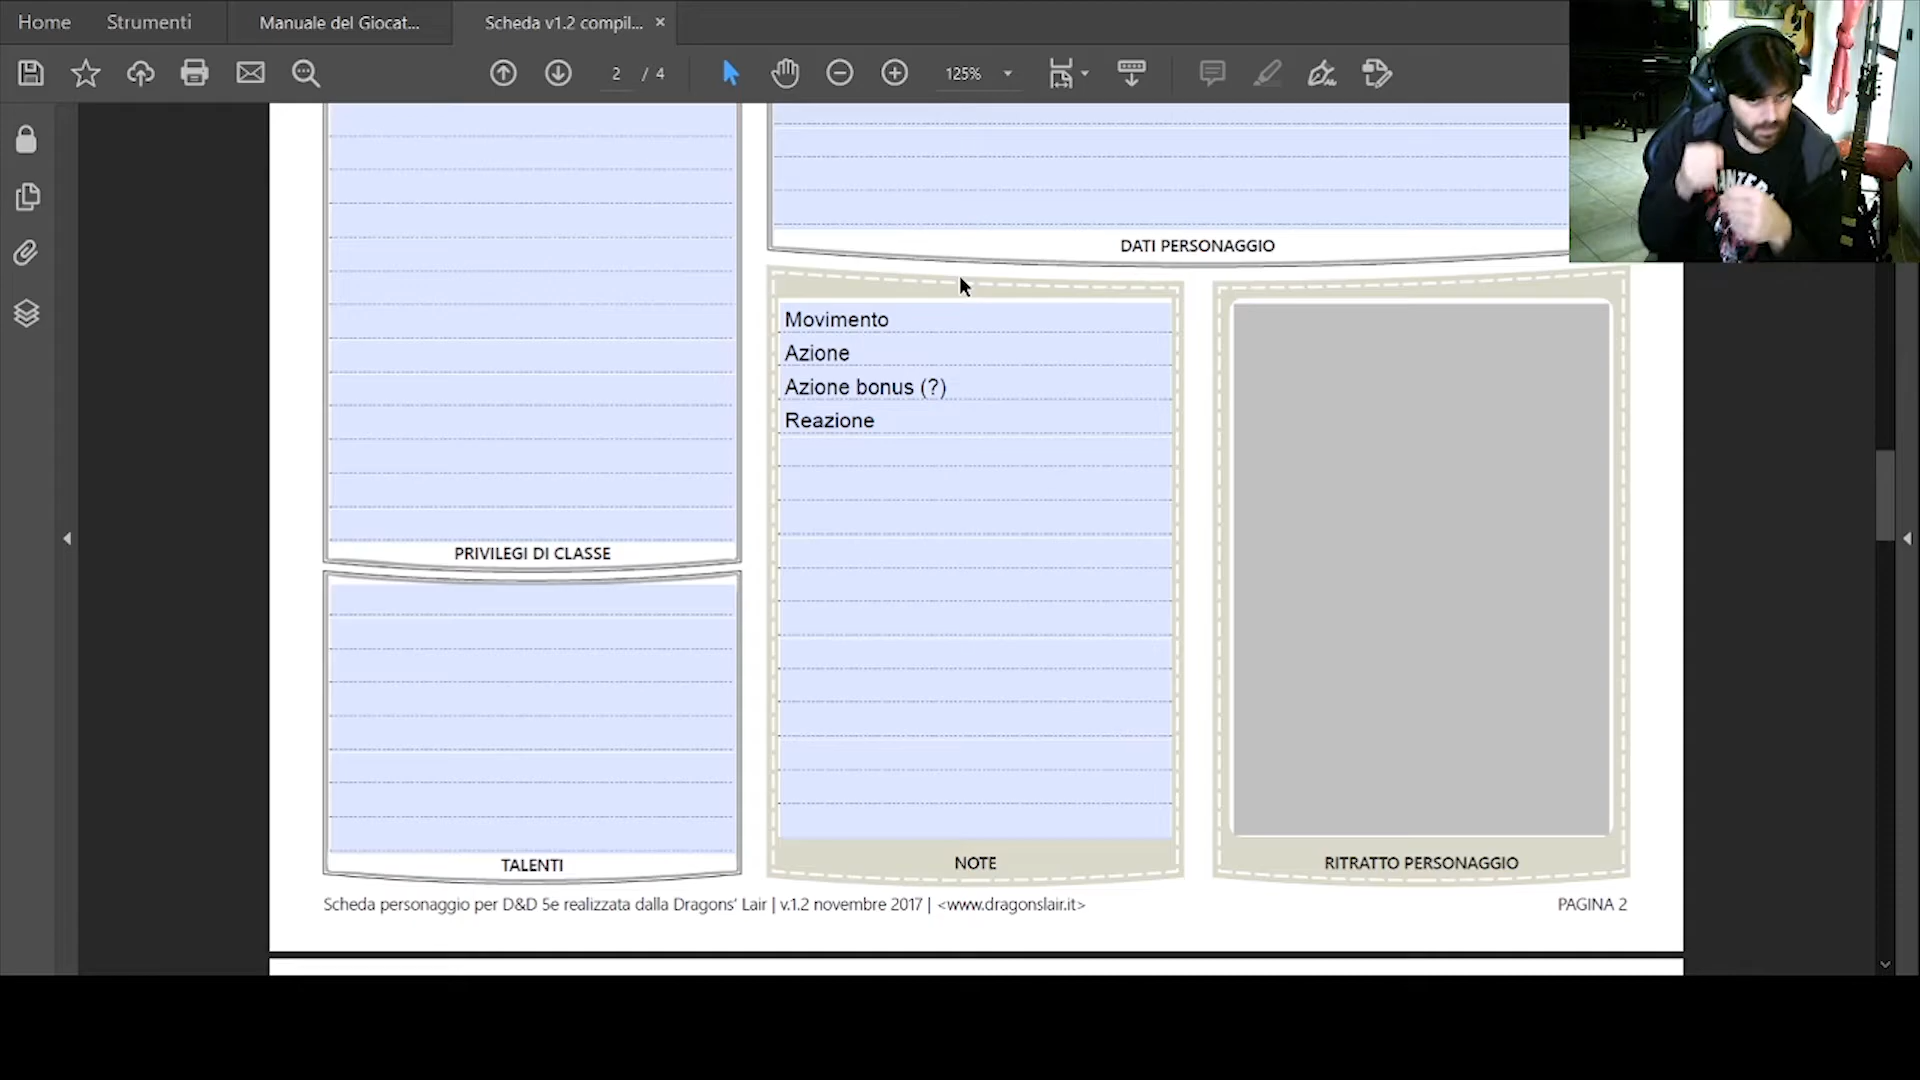 Home
Strumenti
Manuale del Giocat...
Scheda v1.2 compil...
2 / 4
125%
DATI PERSONAGGIO
Movimento
Azione
Azione bonus (?)
Reazione
PRIVILEGI DI CLASSE
TALENTI
NOTE
RITRATTO PERSONAGGIO
Scheda personaggio per D&D 5e realizzata dalla Dragons' Lair | v.1.2 novembre 2017 | <www.dragonslair.it>
PAGINA 2